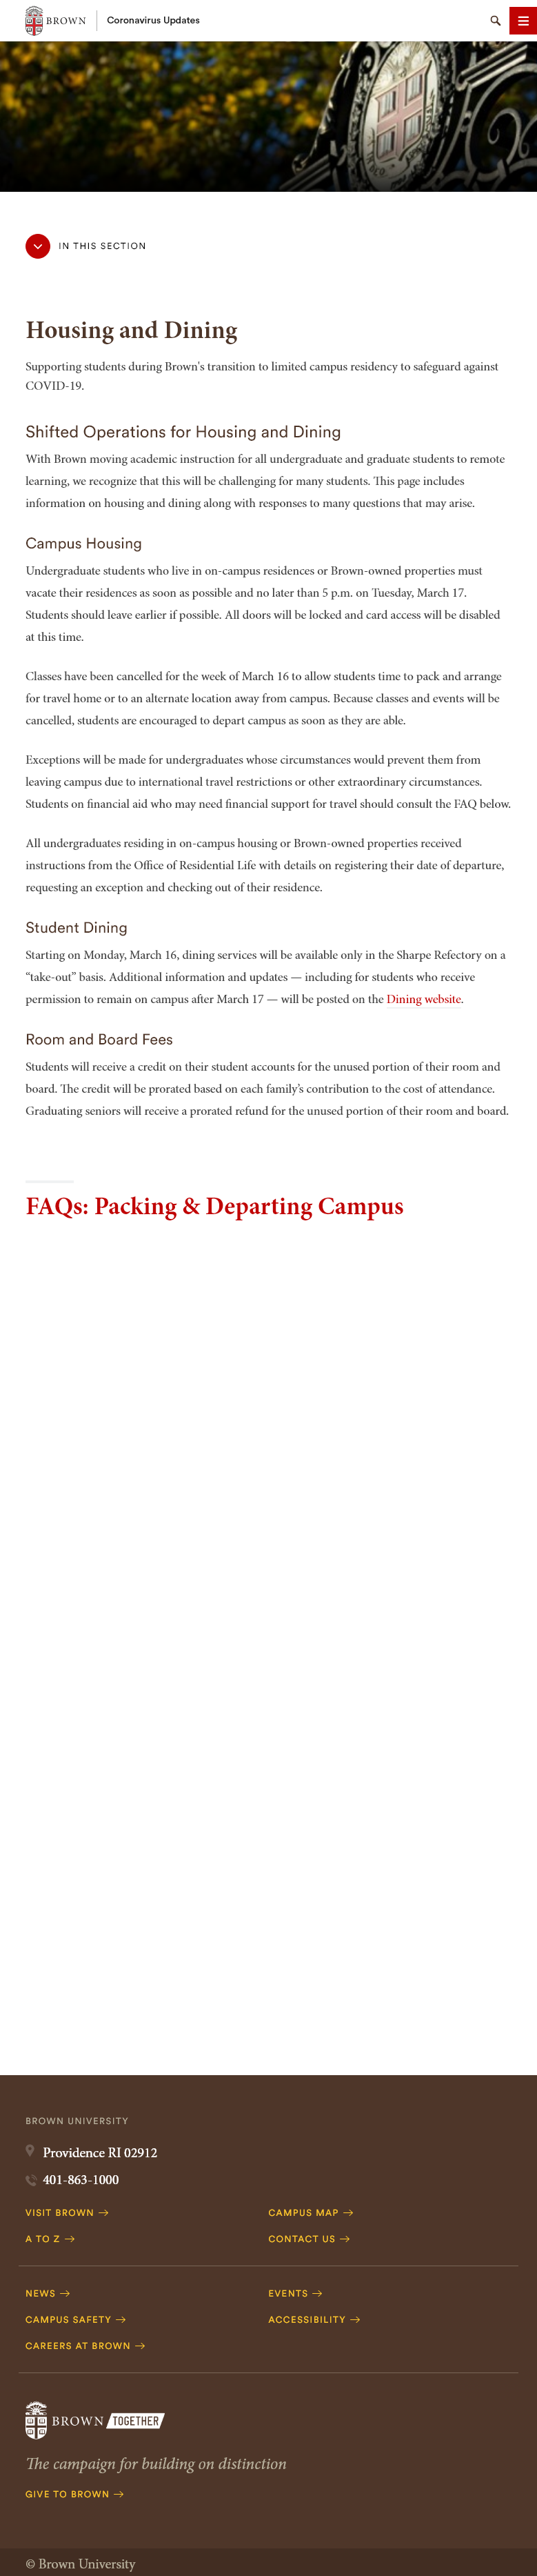 BROWN
Coronavirus Updates
IN THIS SECTION
Housing and Dining
Supporting students during Brown's transition to limited campus residency to safeguard against
COVID-19.
Shifted Operations for Housing and Dining
With Brown moving academic instruction for all undergraduate and graduate students to remote
learning, we recognize that this will be challenging for many students. This page includes
information on housing and dining along with responses to many questions that may arise.
Campus Housing
Undergraduate students who live in on-campus residences or Brown-owned properties must
vacate their residences as soon as possible and no later than 5 p.m. on Tuesday, March 17.
Students should leave earlier if possible. All doors will be locked and card access will be disabled
at this time.
Classes have been cancelled for the week of March 16 to allow students time to pack and arrange
for travel home or to an alternate location away from campus. Because classes and events will be
cancelled, students are encouraged to depart campus as soon as they are able.
Exceptions will be made for undergraduates whose circumstances would prevent them from
leaving campus due to international travel restrictions or other extraordinary circumstances.
Students on financial aid who may need financial support for travel should consult the FAQ below.
All undergraduates residing in on-campus housing or Brown-owned properties received
instructions from the Office of Residential Life with details on registering their date of departure,
requesting an exception and checking out of their residence.
Student Dining
Starting on Monday, March 16, dining services will be available only in the Sharpe Refectory on a
“take-out” basis. Additional information and updates — including for students who receive
permission to remain on campus after March 17 — will be posted on the Dining website.
Room and Board Fees
Students will receive a credit on their student accounts for the unused portion of their room and
board. The credit will be prorated based on each family’s contribution to the cost of attendance.
Graduating seniors will receive a prorated refund for the unused portion of their room and board.
FAQs: Packing & Departing Campus
BROWN UNIVERSITY
Providence RI 02912
401-863-1000
VISIT BROWN
CAMPUS MAP
A TO Z
CONTACT US
NEWS
EVENTS
CAMPUS SAFETY
ACCESSIBILITY
CAREERS AT BROWN
BROWN TOGETHER
The campaign for building on distinction
GIVE TO BROWN
© Brown University